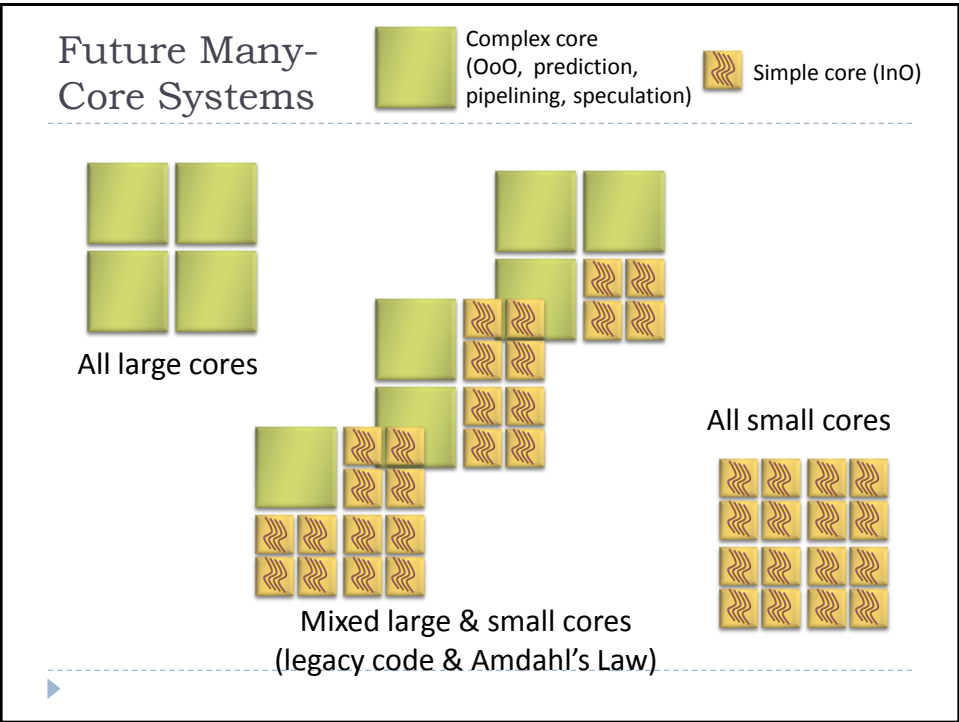 Future Many-
Core Systems
Complex core
(OoO, prediction,
pipelining, speculation)
Simple core (InO)
All large cores
All small cores
Mixed large & small cores
(legacy code & Amdahl's Law)